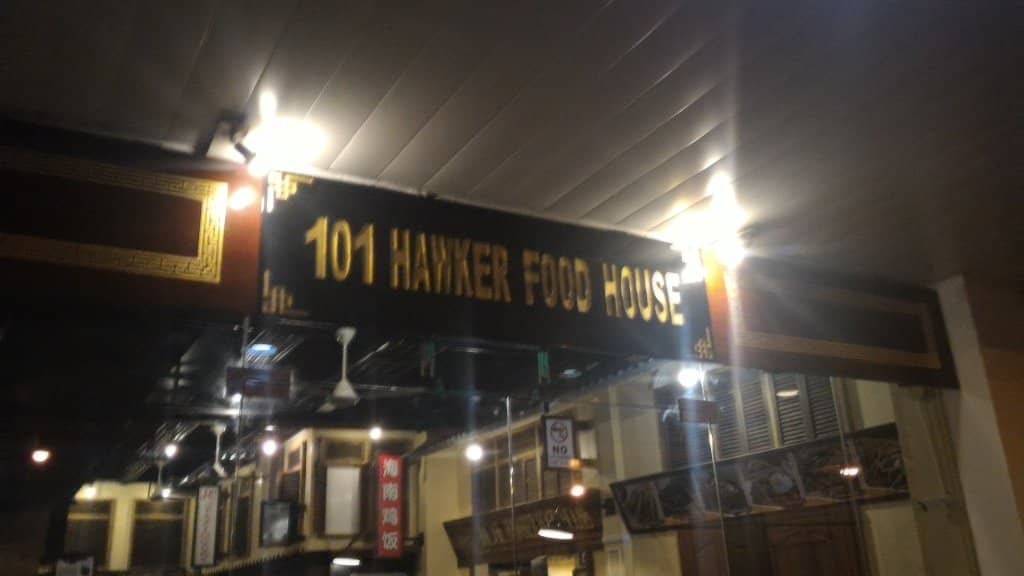 101 HAWKER FOOD HOUSE
NO
海南鸡饭